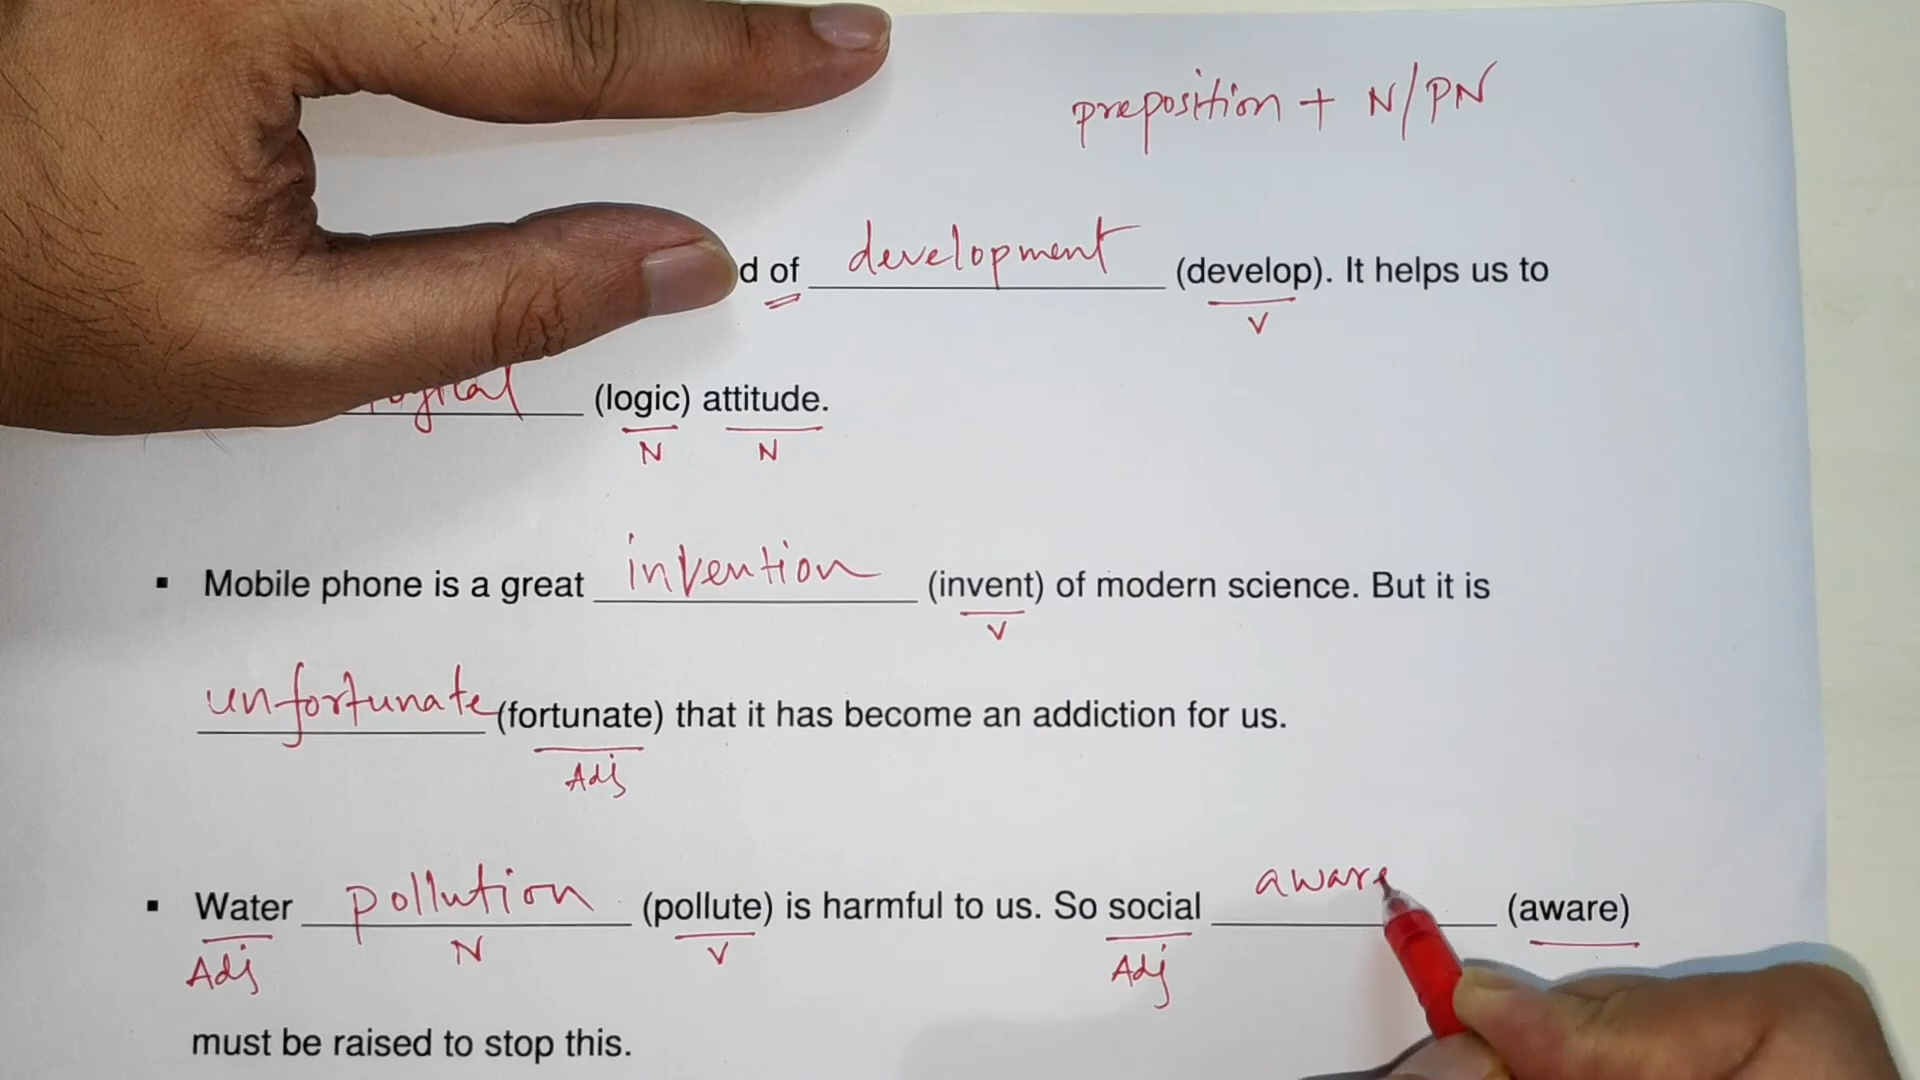 preposition + N/PN
d of development (develop). It helps us to
V
(logic) attitude.
N N
▪ Mobile phone is a great invention (invent) of modern science. But it is
V
unfortunate (fortunate) that it has become an addiction for us.
Adj
▪ Water pollution (pollute) is harmful to us. So social aware (aware)
Adj N V Adj
must be raised to stop this.